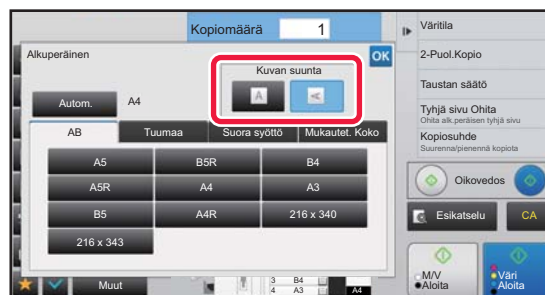 Kopiomäärä 1
Alkuperäinen
OK
Kuvan suunta
A A
Autom. A4
AB Tuumaa Suora syöttö Mukautet. Koko
A5 B5R B4
A5R A4 A3
B5 A4R 216 x 340
216 x 343
Muut
3 B4
4 A3
A4
Väritila
2-Puol.Kopio
Taustan säätö
Tyhjä sivu Ohita
Ohita alk.peräisen tyhjä sivu
Kopiosuhde
Suurenna/pienennä kopiota
Oikovedos
Esikatselu CA
M/V
Aloita
Väri
Aloita